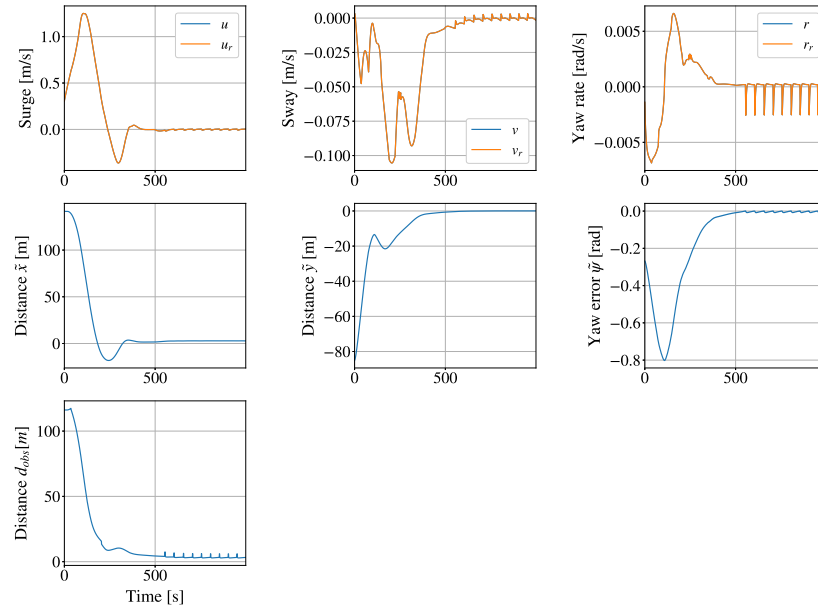 Surge [m/s]
1.0
0.5
0.0
0
500
u
u_r
Sway [m/s]
0.000
−0.025
−0.050
−0.075
−0.100
0
500
v
v_r
Yaw rate [rad/s]
0.005
0.000
−0.005
0
500
r
r_r
Distance x̃ [m]
100
50
0
0
500
Distance ỹ [m]
0
−20
−40
−60
−80
0
500
Yaw error ψ̃ [rad]
0.0
−0.2
−0.4
−0.6
−0.8
0
500
Distance d_obs[m]
100
50
0
0
500
Time [s]